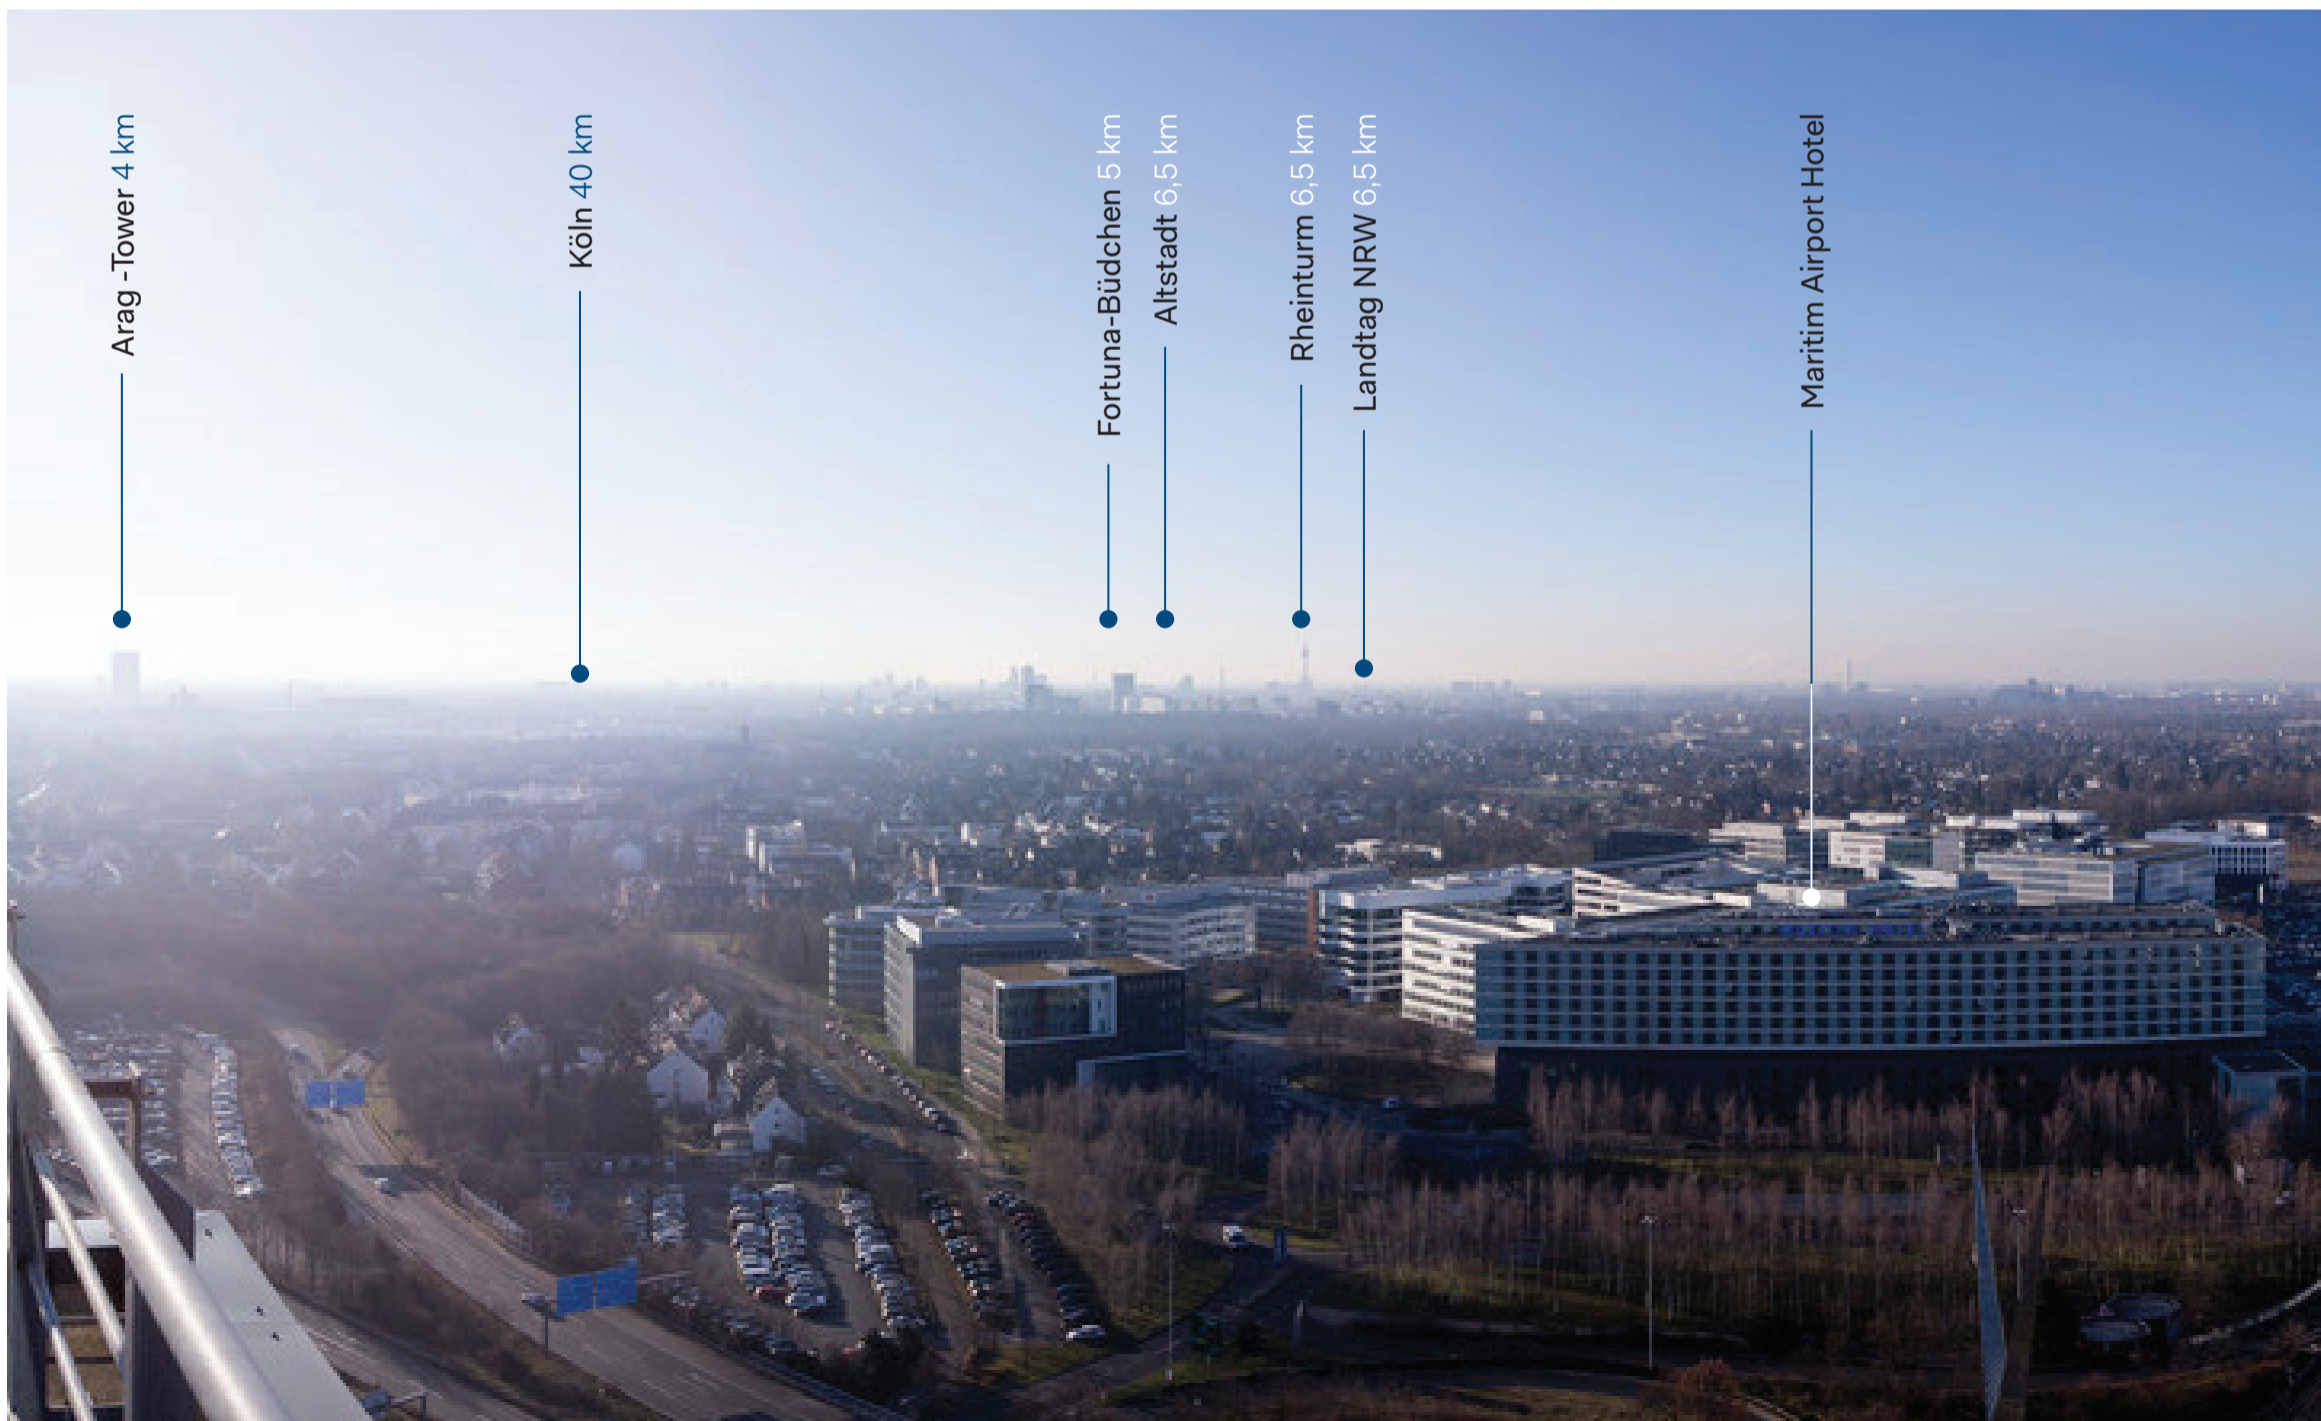 Arag -Tower 4 km
Köln 40 km
Fortuna-Büdchen 5 km
Altstadt 6,5 km
Rheinturm 6,5 km
Landtag NRW 6,5 km
Maritim Airport Hotel